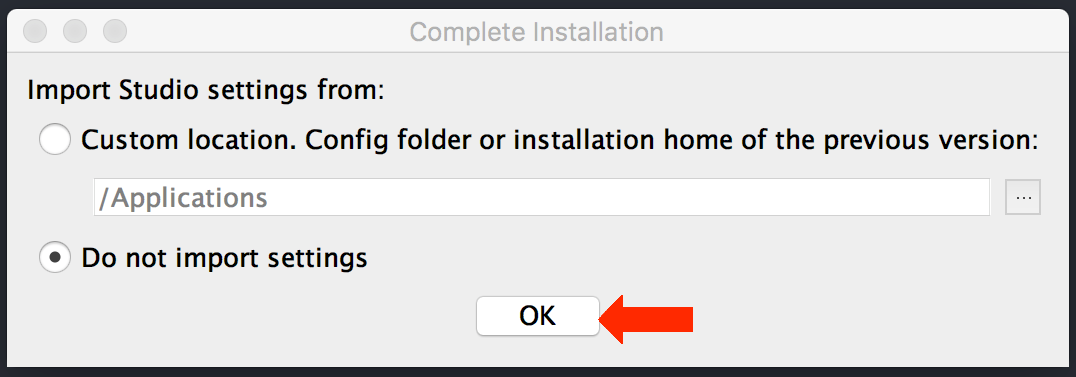 Complete Installation
Import Studio settings from:
Custom location. Config folder or installation home of the previous version:
/Applications
...
Do not import settings
OK